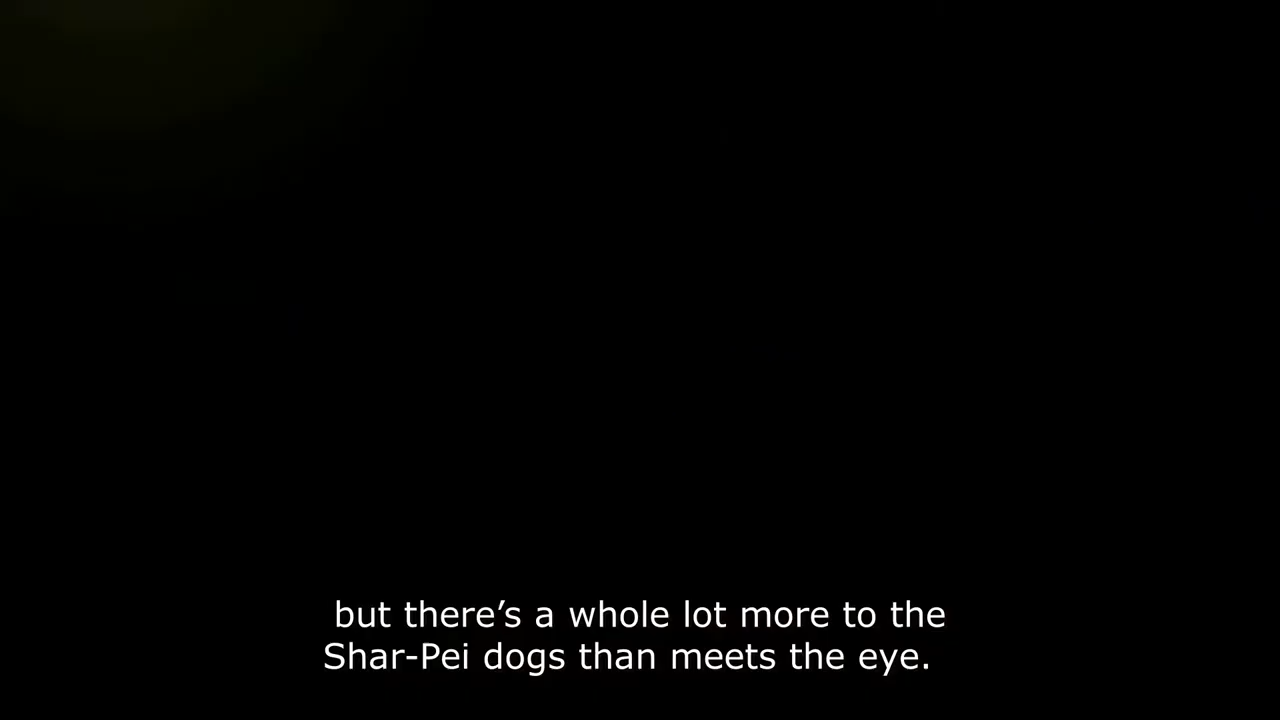 but there’s a whole lot more to the
Shar-Pei dogs than meets the eye.